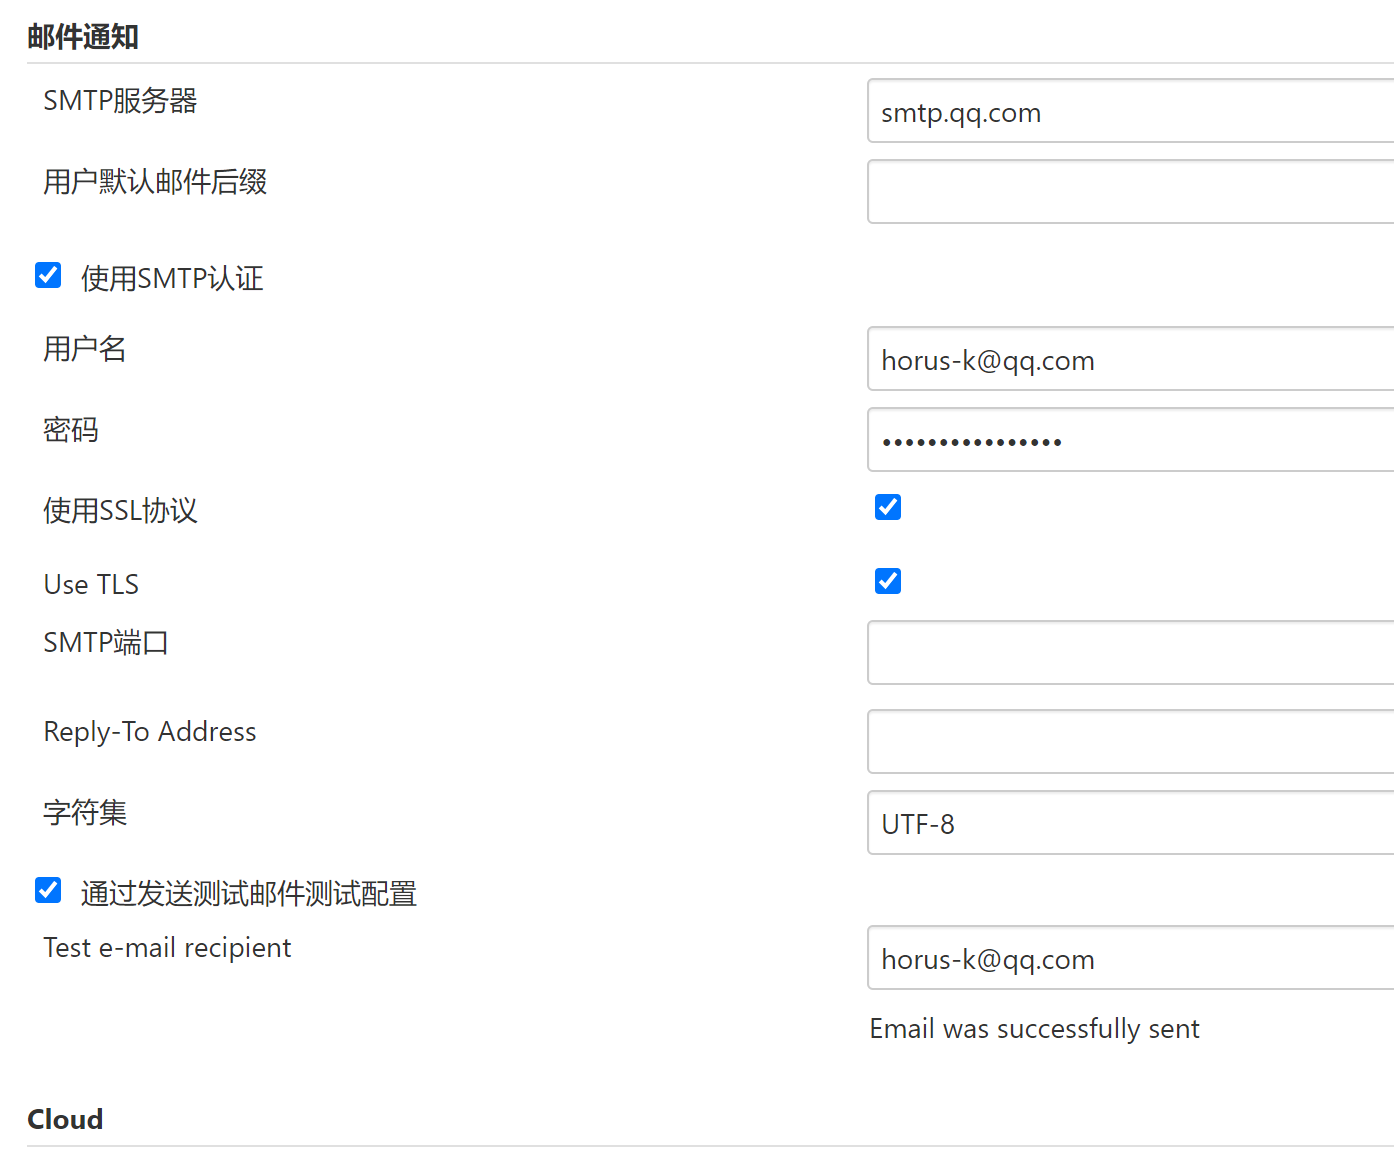 邮件通知
SMTP服务器
smtp.qq.com
用户默认邮件后缀
使用SMTP认证
用户名
horus-k@qq.com
密码
••••••••••••••••
使用SSL协议
Use TLS
SMTP端口
Reply-To Address
字符集
UTF-8
通过发送测试邮件测试配置
Test e-mail recipient
horus-k@qq.com
Email was successfully sent
Cloud